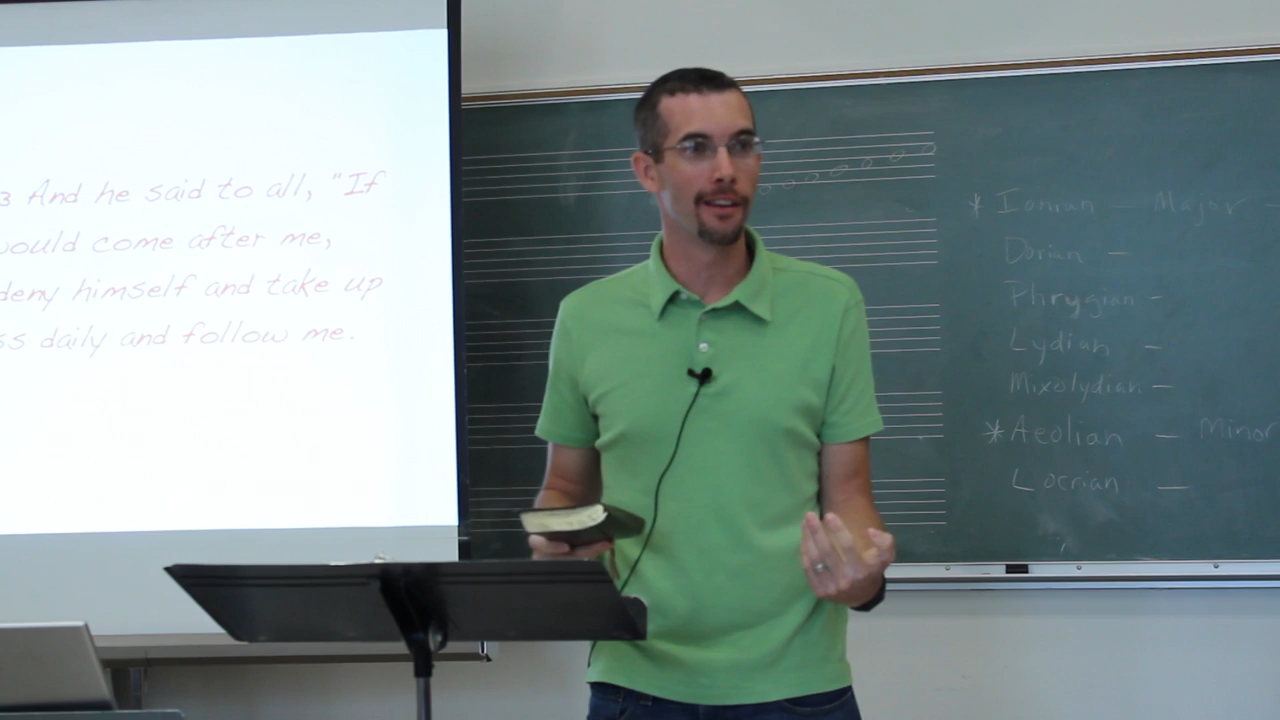 3 And he said to all, "If
would come after me,
deny himself and take up
ss daily and follow me.
* Ionian — Major -
Dorian —
Phrygian -
Lydian —
Mixolydian —
*Aeolian — Minor
Locrian —